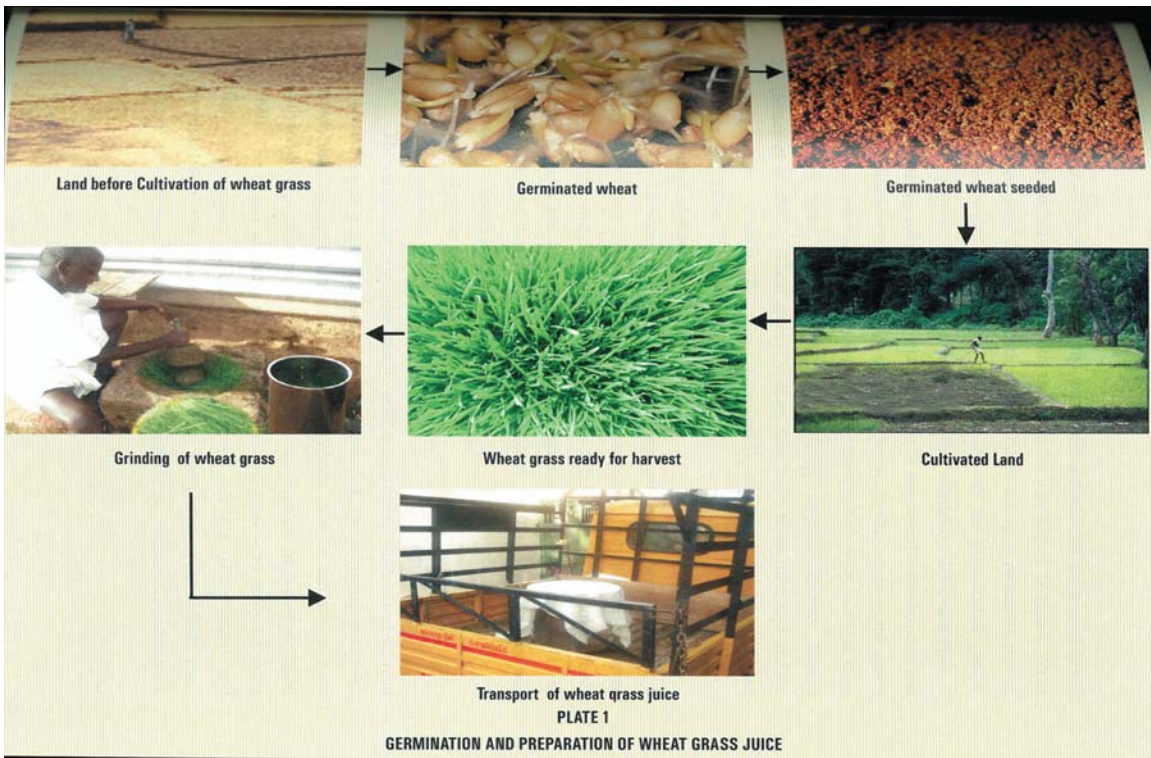 Land before Cultivation of wheat grass
Germinated wheat
Germinated wheat seeded
Grinding of wheat grass
Wheat grass ready for harvest
Cultivated Land
Transport of wheat qrass juice
PLATE 1
GERMINATION AND PREPARATION OF WHEAT GRASS JUICE